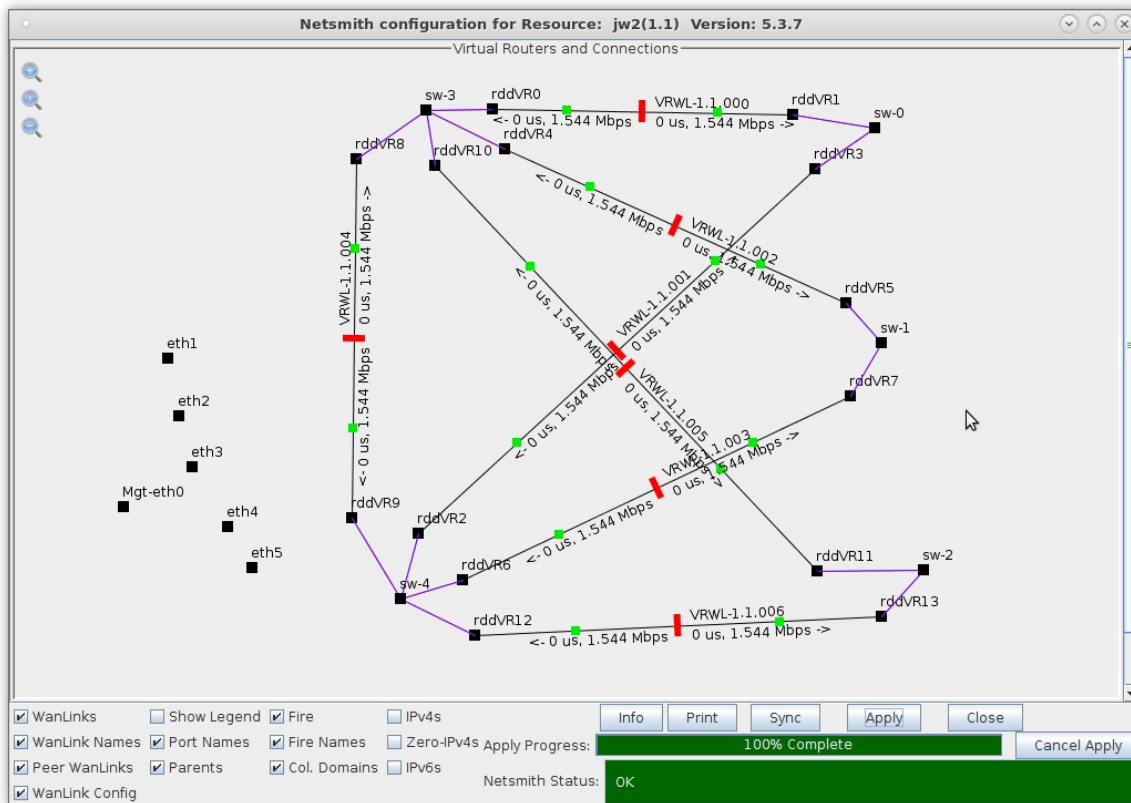 Netsmith configuration for Resource: jw2(1.1) Version: 5.3.7
Virtual Routers and Connections
sw-3
rddVR0
VRWL-1.1.000
rddVR1
sw-0
<- 0 us, 1.544 Mbps
0 us, 1.544 Mbps ->
rddVR8
rddVR10
rddVR4
rddVR3
<- 0 us, 1.544 Mbps
VRWL-1.1.002
0 us, 1.544 Mbps ->
VRWL-1.1.004
0 us, 1.544 Mbps ->
<- 0 us, 1.544 Mbps
<- 0 us, 1.544 Mbps
VRWL-1.1.001
0 us, 1.544 Mbps
<- 0 us, 1.544 Mbps
rddVR5
sw-1
rddVR7
eth1
eth2
eth3
Mgt-eth0
eth4
eth5
VRWL-1.1.005
0 us, 1.544 Mbps
VRWL-1.1.003
0 us, 1.544 Mbps ->
<- 0 us, 1.544 Mbps
rddVR9
rddVR2
rddVR6
sw-4
rddVR11
sw-2
rddVR13
rddVR12
VRWL-1.1.006
<- 0 us, 1.544 Mbps
0 us, 1.544 Mbps ->
WanLinks
Show Legend
Fire
IPv4s
Info
Print
Sync
Apply
Close
WanLink Names
Port Names
Fire Names
Zero-IPv4s
Apply Progress:
100% Complete
Cancel Apply
Peer WanLinks
Parents
Col. Domains
IPv6s
Netsmith Status:
OK
WanLink Config